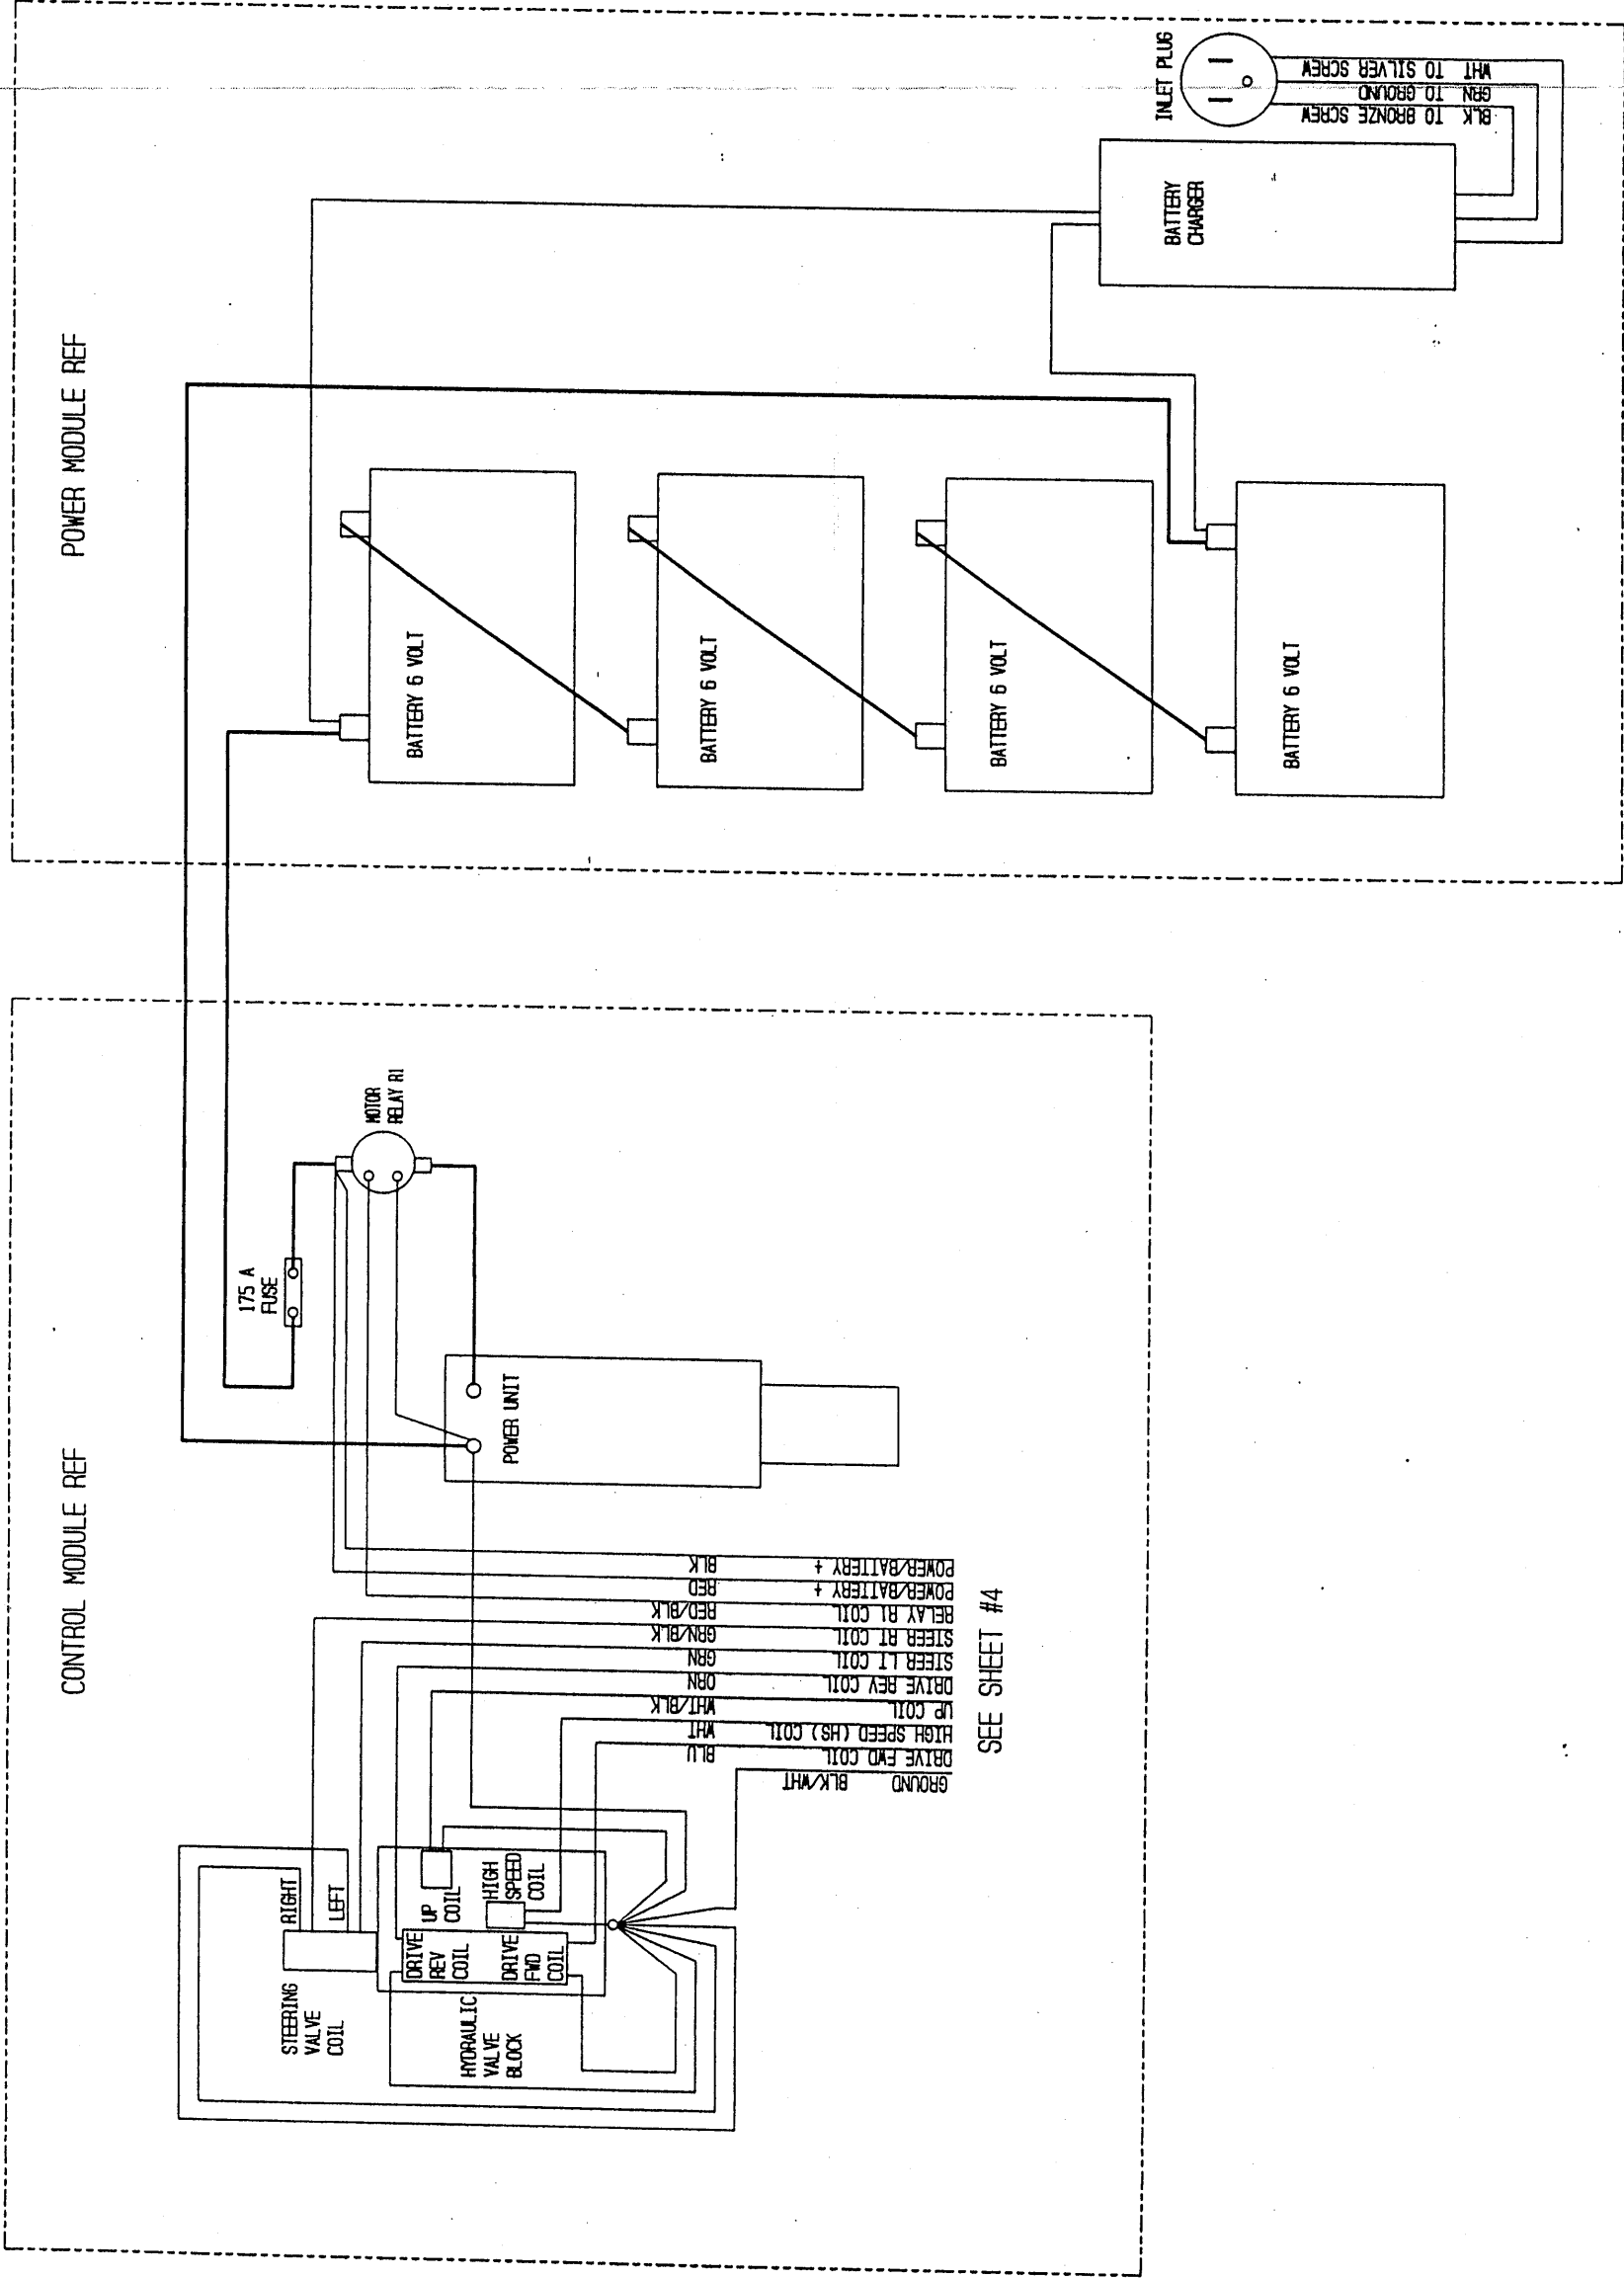 POWER MODULE REF
INLET PLUG
WHT TO SILVER SCREW
GRN TO GROUND
BLK TO BRONZE SCREW
BATTERY
CHARGER
BATTERY 6 VOLT
BATTERY 6 VOLT
BATTERY 6 VOLT
BATTERY 6 VOLT
CONTROL MODULE REF
MOTOR
RELAY R1
175 A
FUSE
POWER UNIT
POWER/BATTERY + BLK
POWER/BATTERY + RED
RELAY R1 COIL RED/BLK
STEER RT COIL GRN/BLK
STEER LT COIL GRN
DRIVE REV COIL ORN
UP COIL WHT/BLK
HIGH SPEED (HS) COIL WHT
DRIVE FWD COIL BLU
GROUND BLK/WHT
SEE SHEET #4
RIGHT
LEFT
UP
COIL
HIGH
SPEED
COIL
DRIVE
REV
COIL
DRIVE
FWD
COIL
STEERING
VALVE
COIL
HYDRAULIC
VALVE
BLOCK